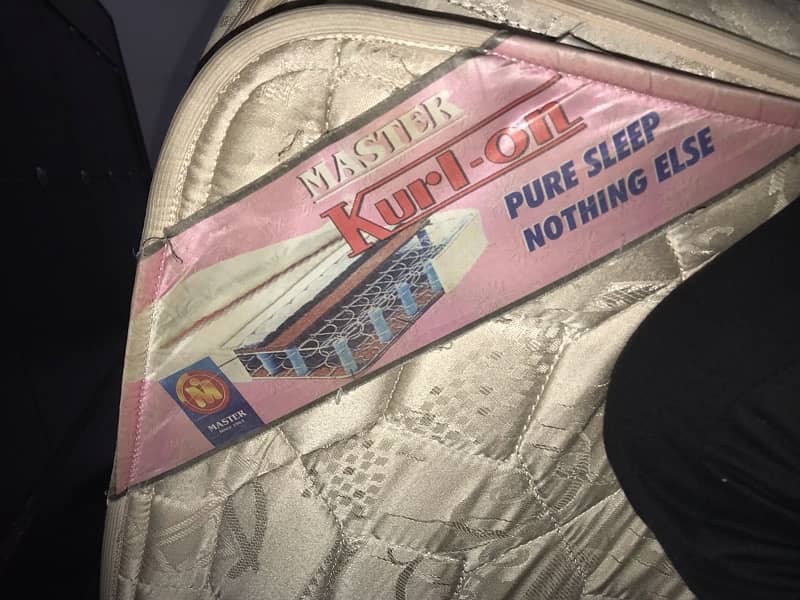 MASTER
Kurl-on
PURE SLEEP
NOTHING ELSE
MASTER